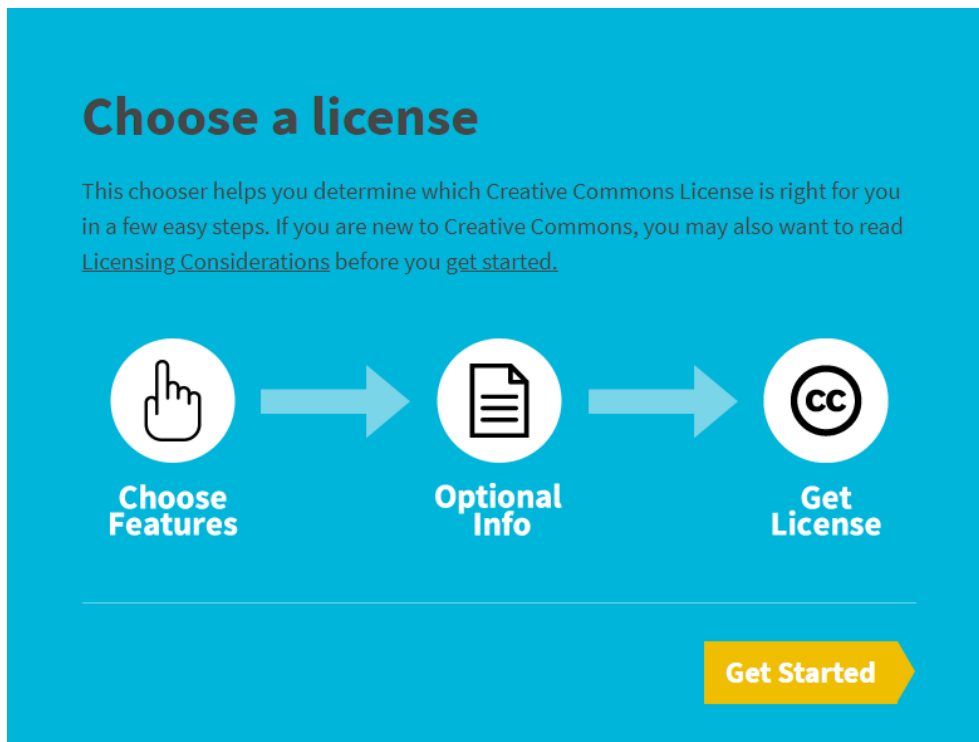 Choose a license
This chooser helps you determine which Creative Commons License is right for you
in a few easy steps. If you are new to Creative Commons, you may also want to read
Licensing Considerations before you get started.
cc
Choose
Features
Optional
Info
Get
License
Get Started